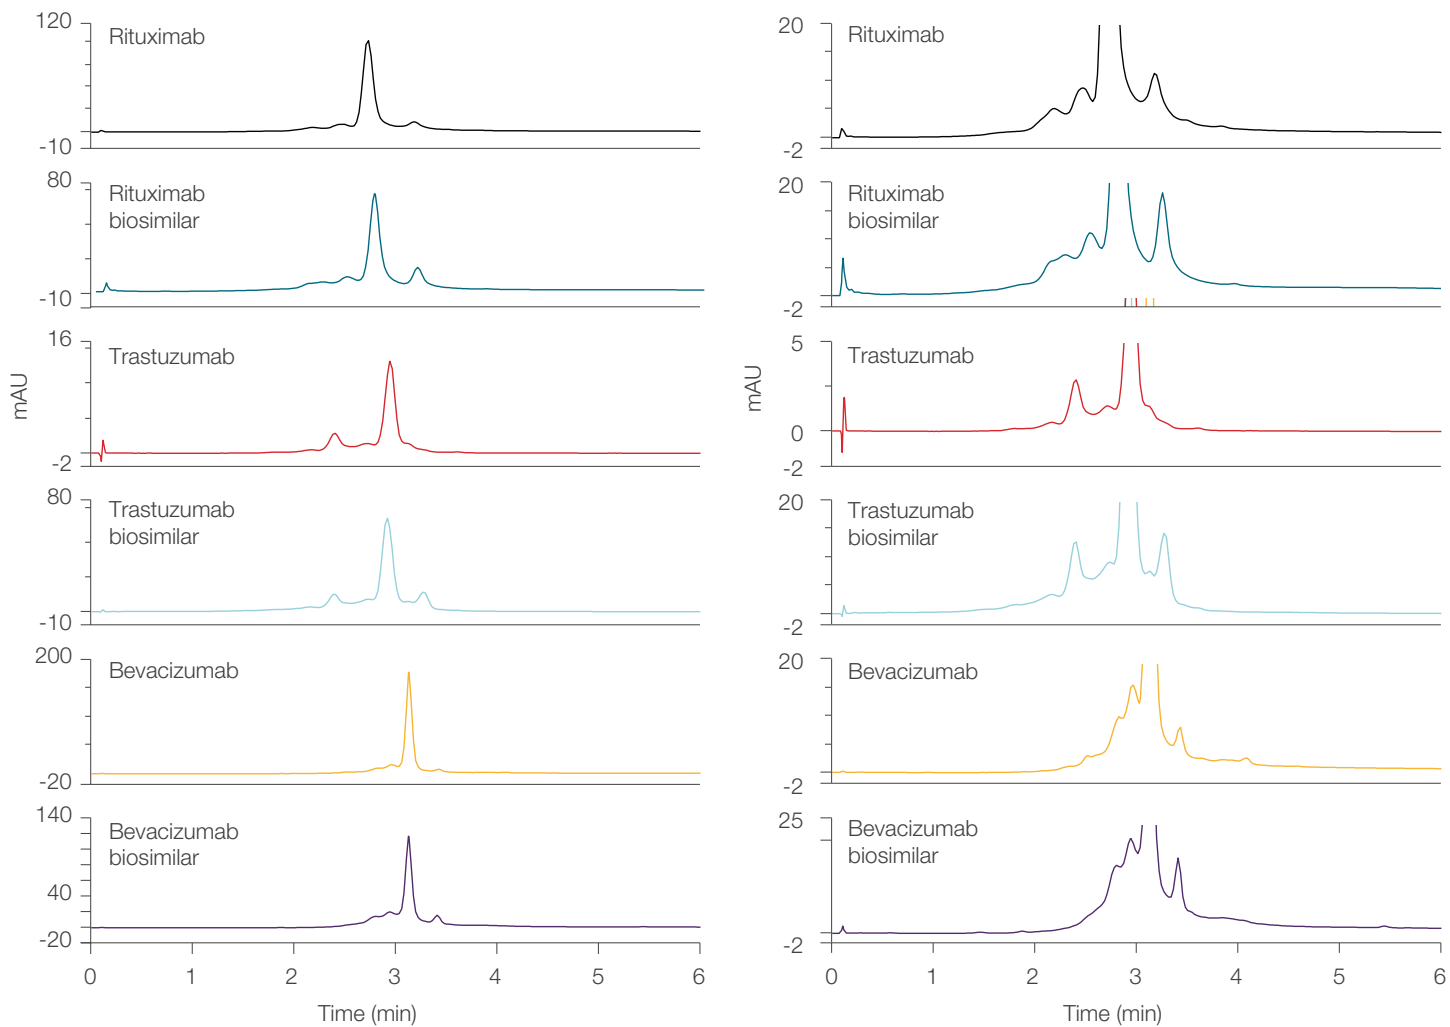 120
Rituximab
-10
80
Rituximab
biosimilar
-10
16
Trastuzumab
mAU
-2
80
Trastuzumab
biosimilar
-10
200
Bevacizumab
-20
140
Bevacizumab
biosimilar
40
-20
0 1 2 3 4 5 6
Time (min)
20
Rituximab
-2
20
Rituximab
biosimilar
-2
5
Trastuzumab
mAU
0
-2
20
Trastuzumab
biosimilar
-2
20
Bevacizumab
-2
25
Bevacizumab
biosimilar
-2
0 1 2 3 4 5 6
Time (min)